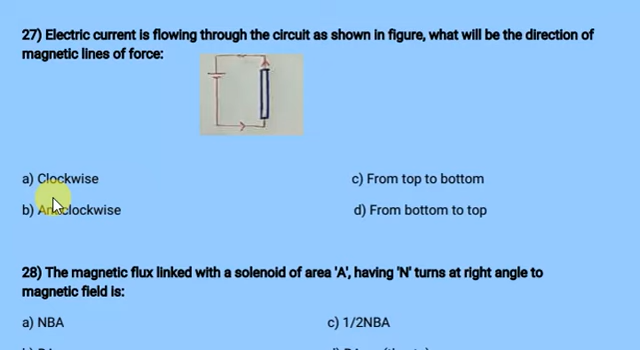 27) Electric current is flowing through the circuit as shown in figure, what will be the direction of
magnetic lines of force:
a) Clockwise
c) From top to bottom
b) Anticlockwise
d) From bottom to top
28) The magnetic flux linked with a solenoid of area 'A', having 'N' turns at right angle to
magnetic field is:
a) NBA
c) 1/2NBA